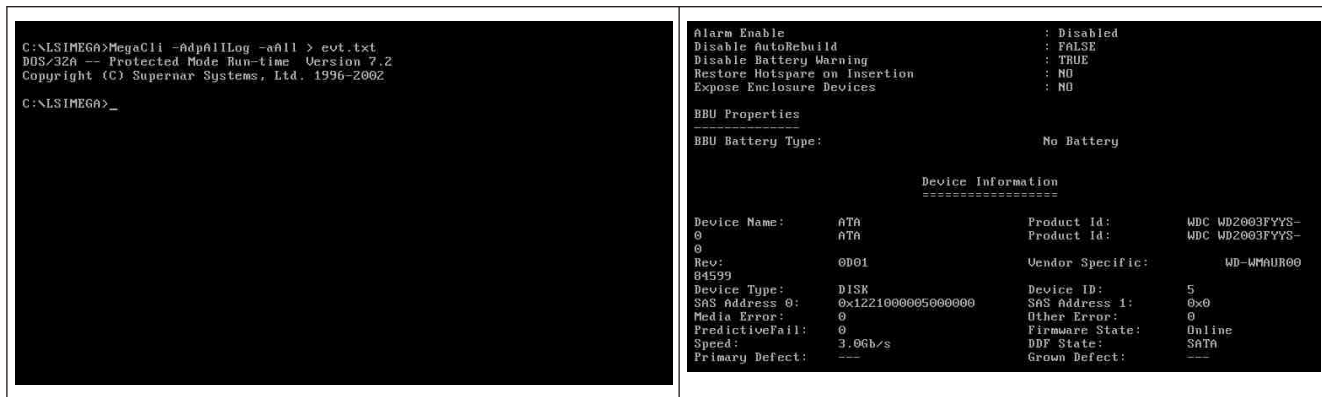 C:\LSIMEGA>MegaCli -AdpAlILog -aAll > evt.txt
DOS/32A -- Protected Mode Run-time Version 7.2
Copyright (C) Supernar Systems, Ltd. 1996-2002
C:\LSIMEGA>_
Alarm Enable : Disabled
Disable AutoRebuild : FALSE
Disable Battery Warning : TRUE
Restore Hotspare on Insertion : NO
Expose Enclosure Devices : NO
BBU Properties
---------------
BBU Battery Type: No Battery
Device Information
===================
Device Name: ATA Product Id: WDC WD2003FYYS-
0 ATA Product Id: WDC WD2003FYYS-
0
Rev: 0D01 Vendor Specific: WD-WMAUR00
84599
Device Type: DISK Device ID: 5
SAS Address 0: 0x1221000005000000 SAS Address 1: 0x0
Media Error: 0 Other Error: 0
PredictiveFail: 0 Firmware State: Online
Speed: 3.0Gb/s DDF State: SATA
Primary Defect: --- Grown Defect: ---